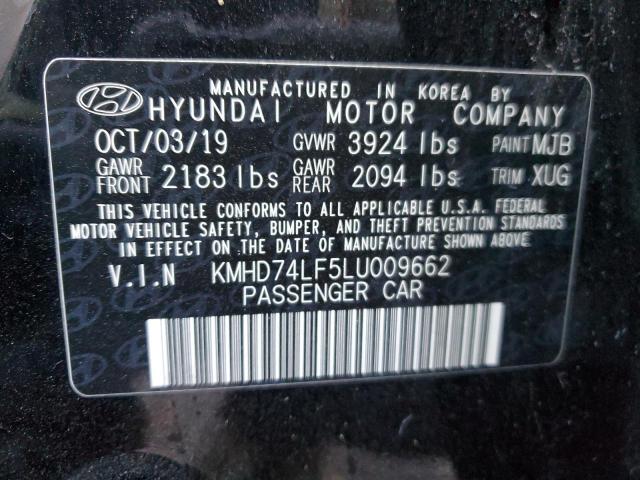 MANUFACTURED IN KOREA BY
HYUNDAI MOTOR COMPANY
OCT/03/19 GVWR 3924 lbs PAINT MJB
GAWR FRONT 2183 lbs GAWR REAR 2094 lbs TRIM XUG
THIS VEHICLE CONFORMS TO ALL APPLICABLE U.S.A. FEDERAL
MOTOR VEHICLE SAFETY, BUMPER, AND THEFT PREVENTION STANDARDS
IN EFFECT ON THE DATE OF MANUFACTURE SHOWN ABOVE.
V.I.N KMHD74LF5LU009662
PASSENGER CAR